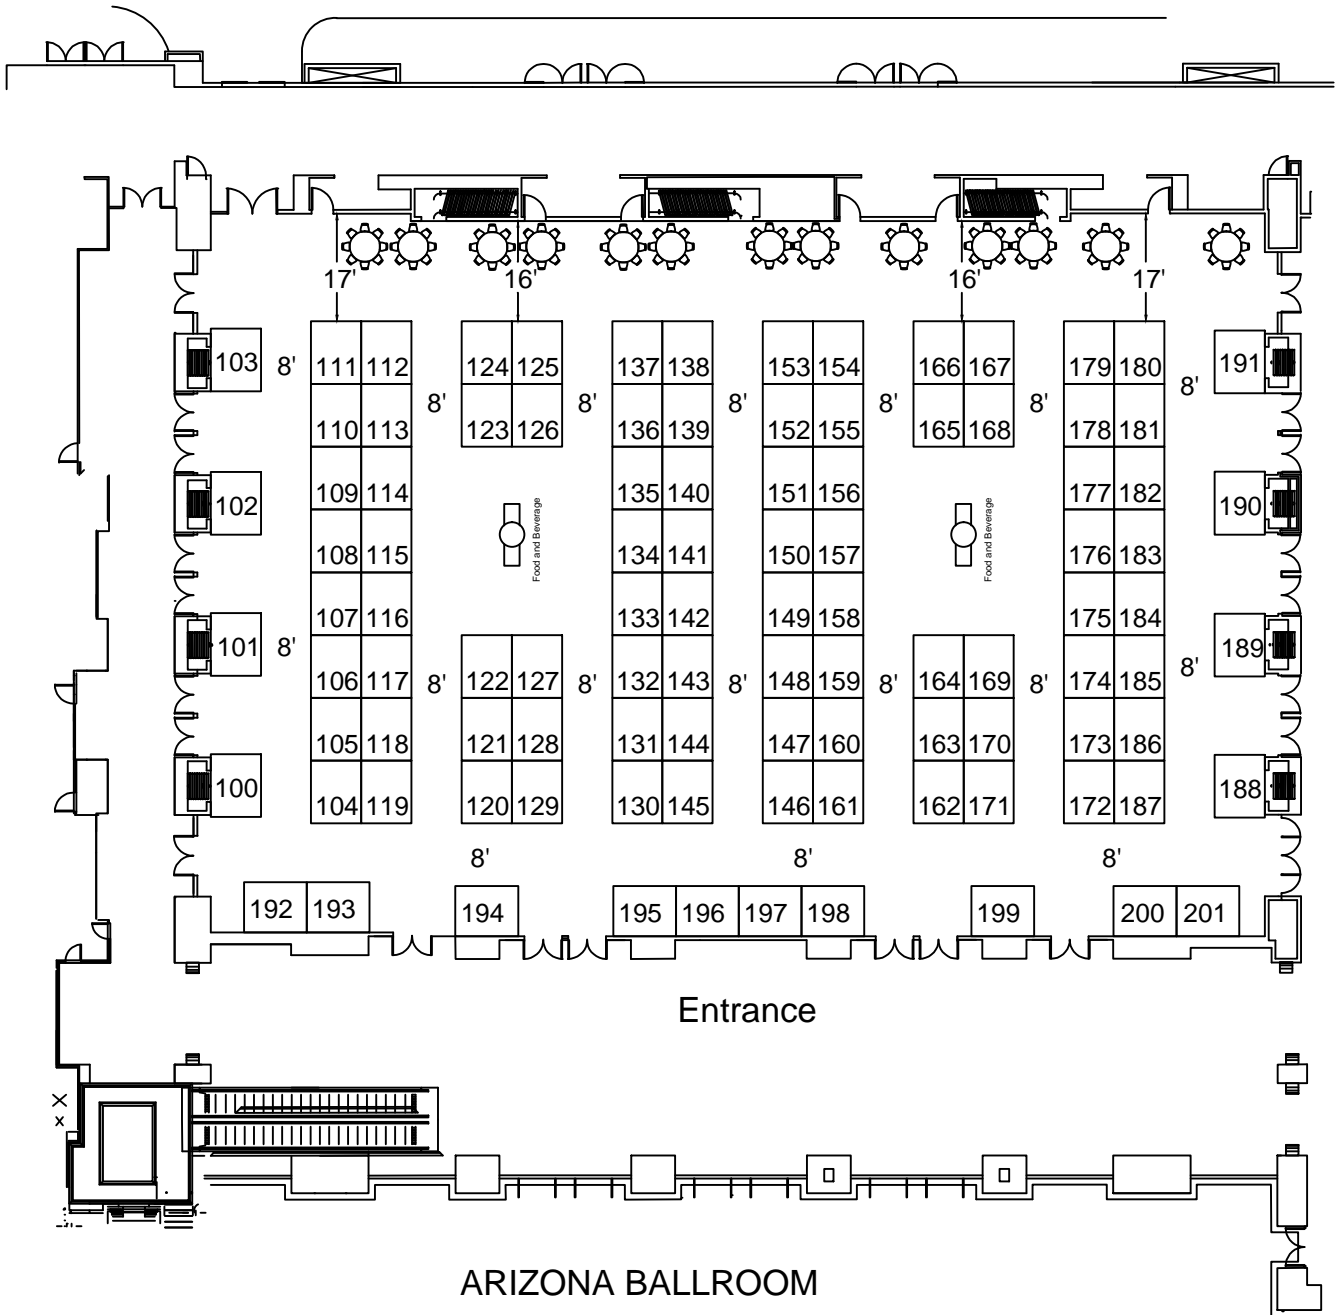 17' 16' 16' 17'
103 8' 111 112 124 125 137 138 153 154 166 167 179 180 8' 191
8' 8' 8' 8' 8'
110 113 123 126 136 139 152 155 165 168 178 181
102 109 114 135 140 151 156 177 182 190
Food and Beverage Food and Beverage
108 115 134 141 150 157 176 183
107 116 133 142 149 158 175 184
101 8' 189
106 117 8' 122 127 8' 132 143 8' 148 159 8' 164 169 8' 174 185 8'
105 118 121 128 131 144 147 160 163 170 173 186
100 188
104 119 120 129 130 145 146 161 162 171 172 187
8' 8' 8'
192 193 194 195 196 197 198 199 200 201
Entrance
X
x
ARIZONA BALLROOM